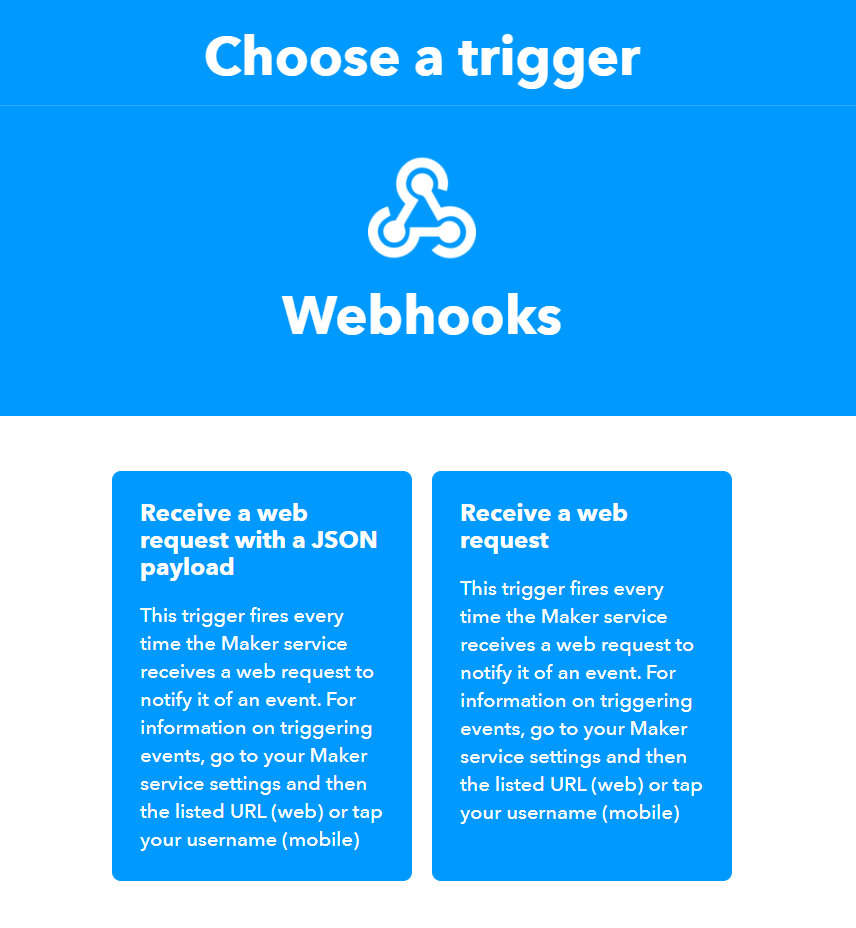 Choose a trigger
Webhooks
Receive a web
request with a JSON
payload
This trigger fires every
time the Maker service
receives a web request to
notify it of an event. For
information on triggering
events, go to your Maker
service settings and then
the listed URL (web) or tap
your username (mobile)
Receive a web
request
This trigger fires every
time the Maker service
receives a web request to
notify it of an event. For
information on triggering
events, go to your Maker
service settings and then
the listed URL (web) or tap
your username (mobile)